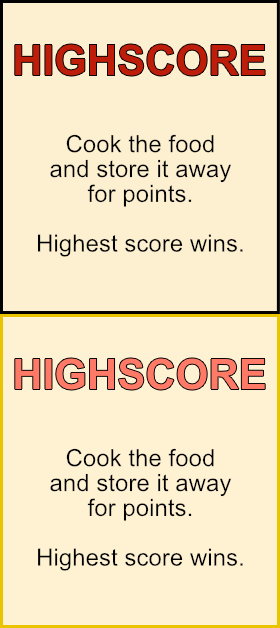 HIGHSCORE
Cook the food
and store it away
for points.
Highest score wins.
HIGHSCORE
Cook the food
and store it away
for points.
Highest score wins.